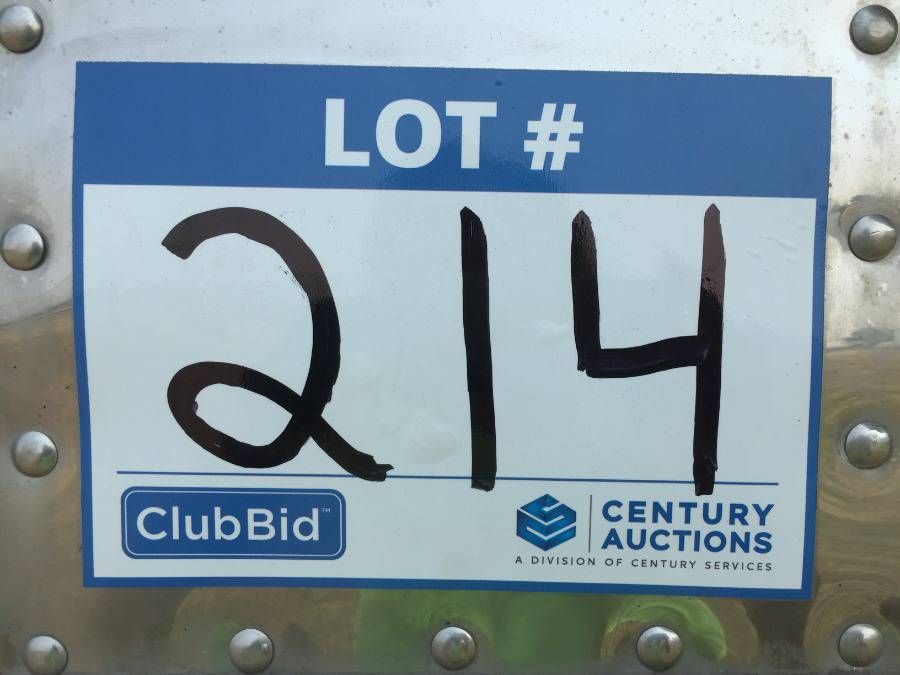 LOT #
214
ClubBid™
CENTURY
AUCTIONS
A DIVISION OF CENTURY SERVICES